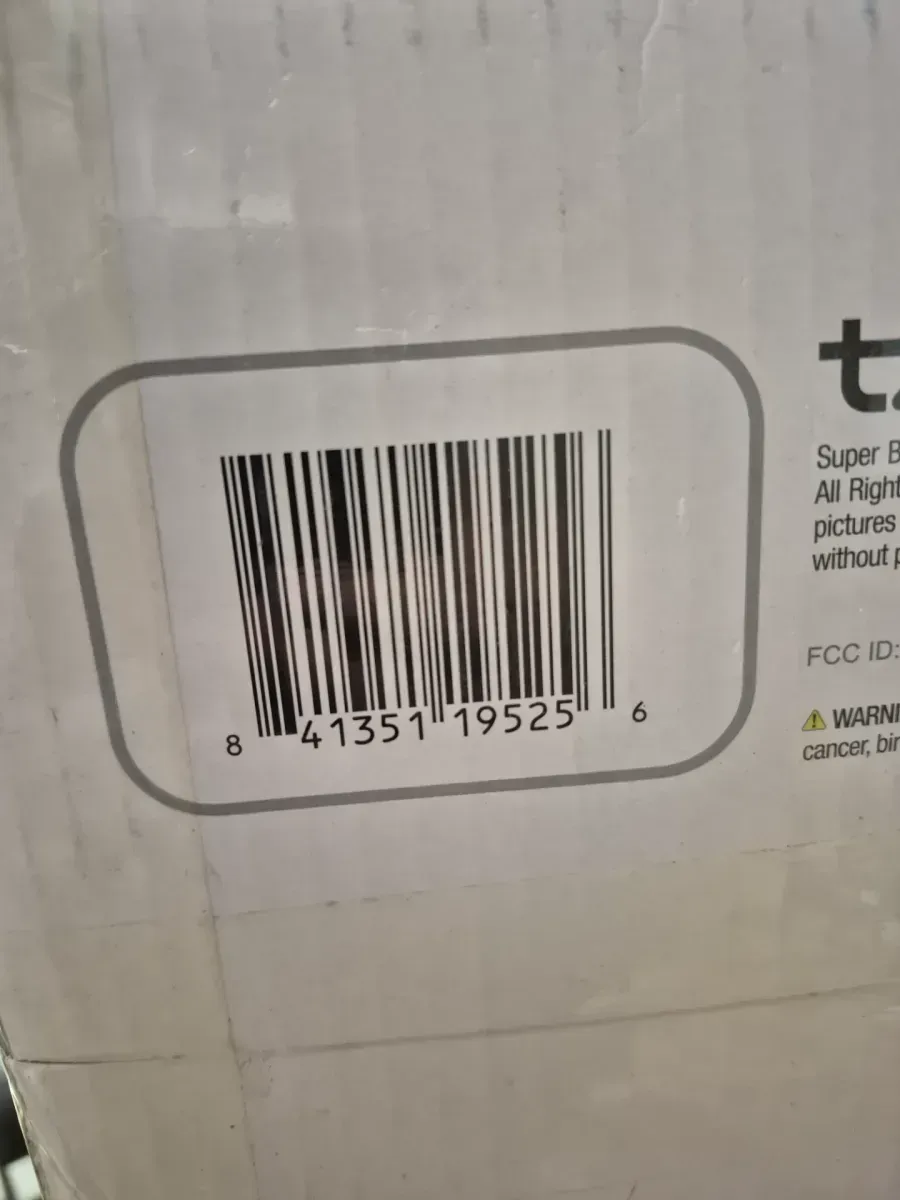 8 41351 19525 6
Super B
All Right
pictures
without p
FCC ID:
WARNI
cancer, bir